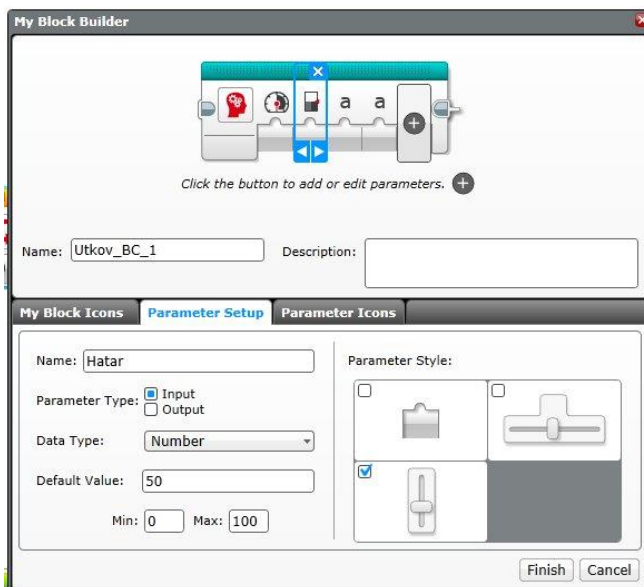 My Block Builder
a a
Click the button to add or edit parameters.
Name: Utkov_BC_1 Description:
My Block Icons Parameter Setup Parameter Icons
Name: Hatar
Parameter Style:
Parameter Type: Input
Output
Data Type: Number
Default Value: 50
Min: 0 Max: 100
Finish Cancel